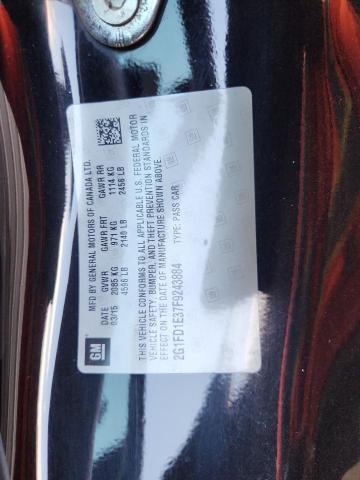 GM
MFD BY GENERAL MOTORS OF CANADA LTD.
DATE GVWR GAWR FRT GAWR RR
03/15 2085 KG 971 KG 1114 KG
4596 LB 2140 LB 2456 LB
THIS VEHICLE CONFORMS TO ALL APPLICABLE U.S. FEDERAL MOTOR
VEHICLE SAFETY, BUMPER, AND THEFT PREVENTION STANDARDS IN
EFFECT ON THE DATE OF MANUFACTURE SHOWN ABOVE.
2G1FD1E37F9243884 TYPE: PASS CAR